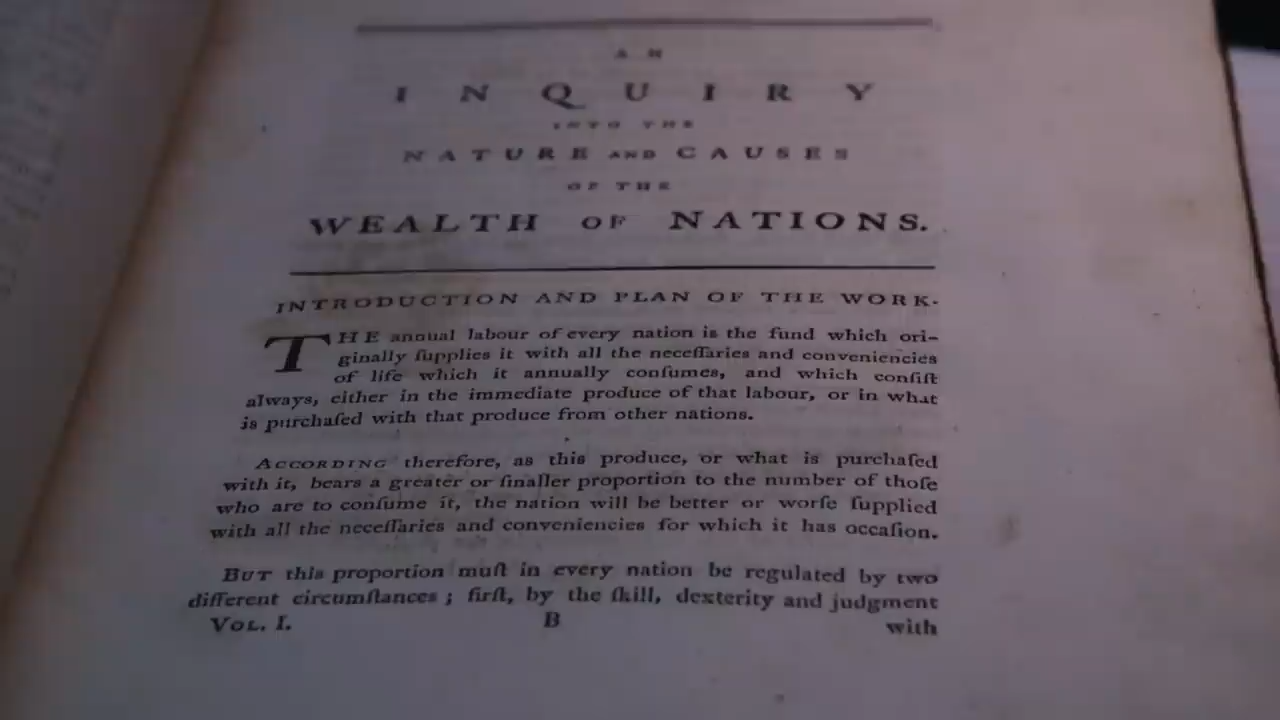 AN
INQUIRY
INTO THE
NATURE AND CAUSES
OF THE
WEALTH OF NATIONS.
INTRODUCTION AND PLAN OF THE WORK.
THE annual labour of every nation is the fund which ori-
ginally ſupplies it with all the neceſſaries and conveniencies
of life which it annually conſumes, and which conſiſt
always, either in the immediate produce of that labour, or in what
is purchaſed with that produce from other nations.
ACCORDING therefore, as this produce, or what is purchaſed
with it, bears a greater or ſmaller proportion to the number of thoſe
who are to conſume it, the nation will be better or worſe ſupplied
with all the neceſſaries and conveniencies for which it has occaſion.
BUT this proportion muſt in every nation be regulated by two
different circumſtances; firſt, by the ſkill, dexterity and judgment
VOL. I. B with